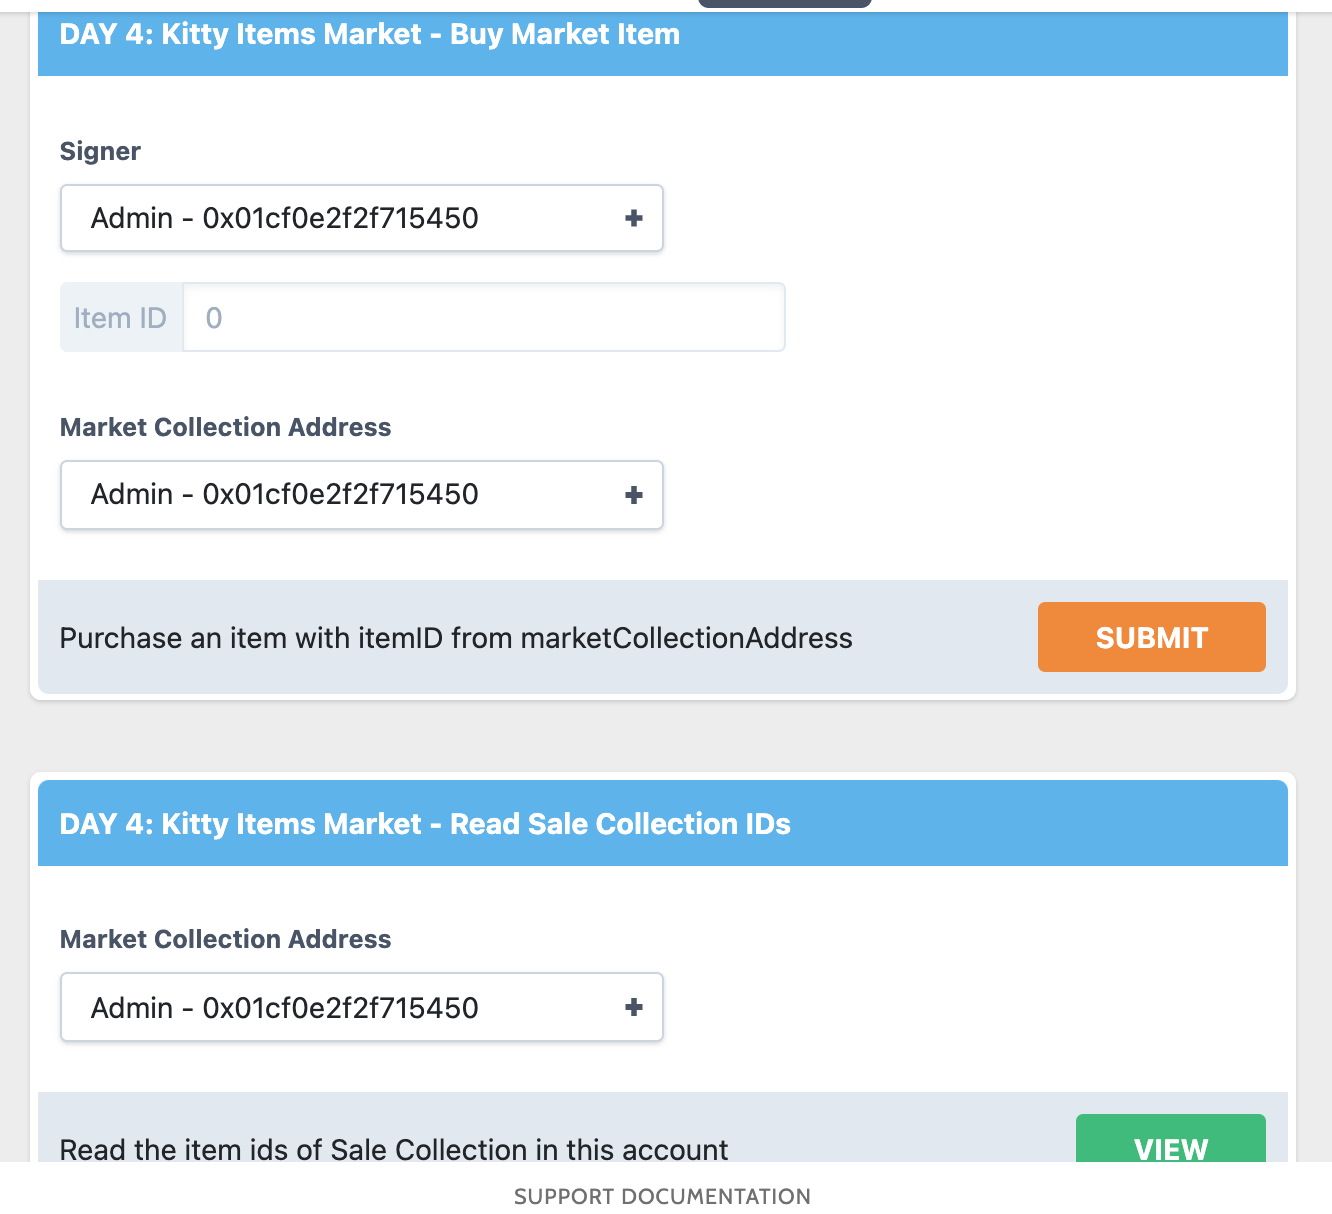 DAY 4: Kitty Items Market - Buy Market Item
Signer
Admin - 0x01cf0e2f2f715450
Item ID 0
Market Collection Address
Admin - 0x01cf0e2f2f715450
Purchase an item with itemID from marketCollectionAddress SUBMIT
DAY 4: Kitty Items Market - Read Sale Collection IDs
Market Collection Address
Admin - 0x01cf0e2f2f715450
Read the item ids of Sale Collection in this account VIEW
SUPPORT DOCUMENTATION